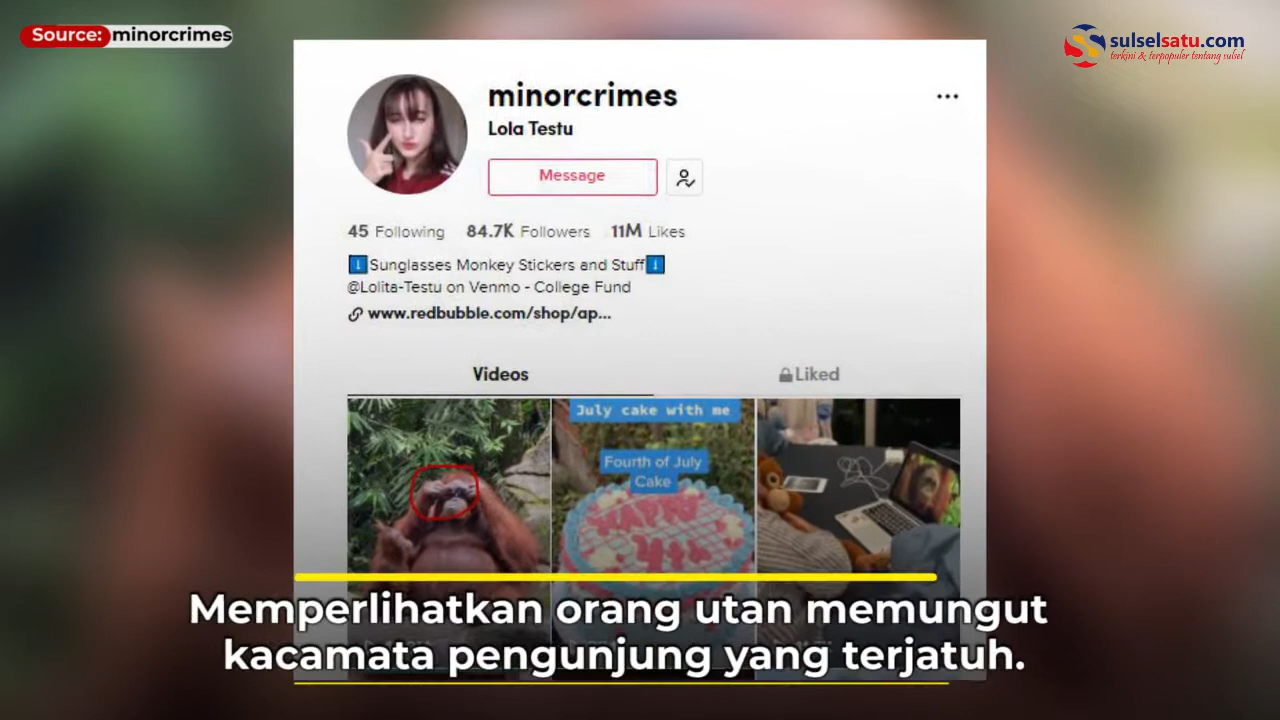 Source: minorcrimes
sulselsatu.com
terkini & terpopuler tentang sulsel
minorcrimes
Lola Testu
Message
45 Following 84.7K Followers 11M Likes
⬇️Sunglasses Monkey Stickers and Stuff⬇️
@Lolita-Testu on Venmo - College Fund
www.redbubble.com/shop/ap...
Videos
Liked
July cake with me
Fourth of July
Cake
HAPPY
4th
Memperlihatkan orang utan memungut
kacamata pengunjung yang terjatuh.